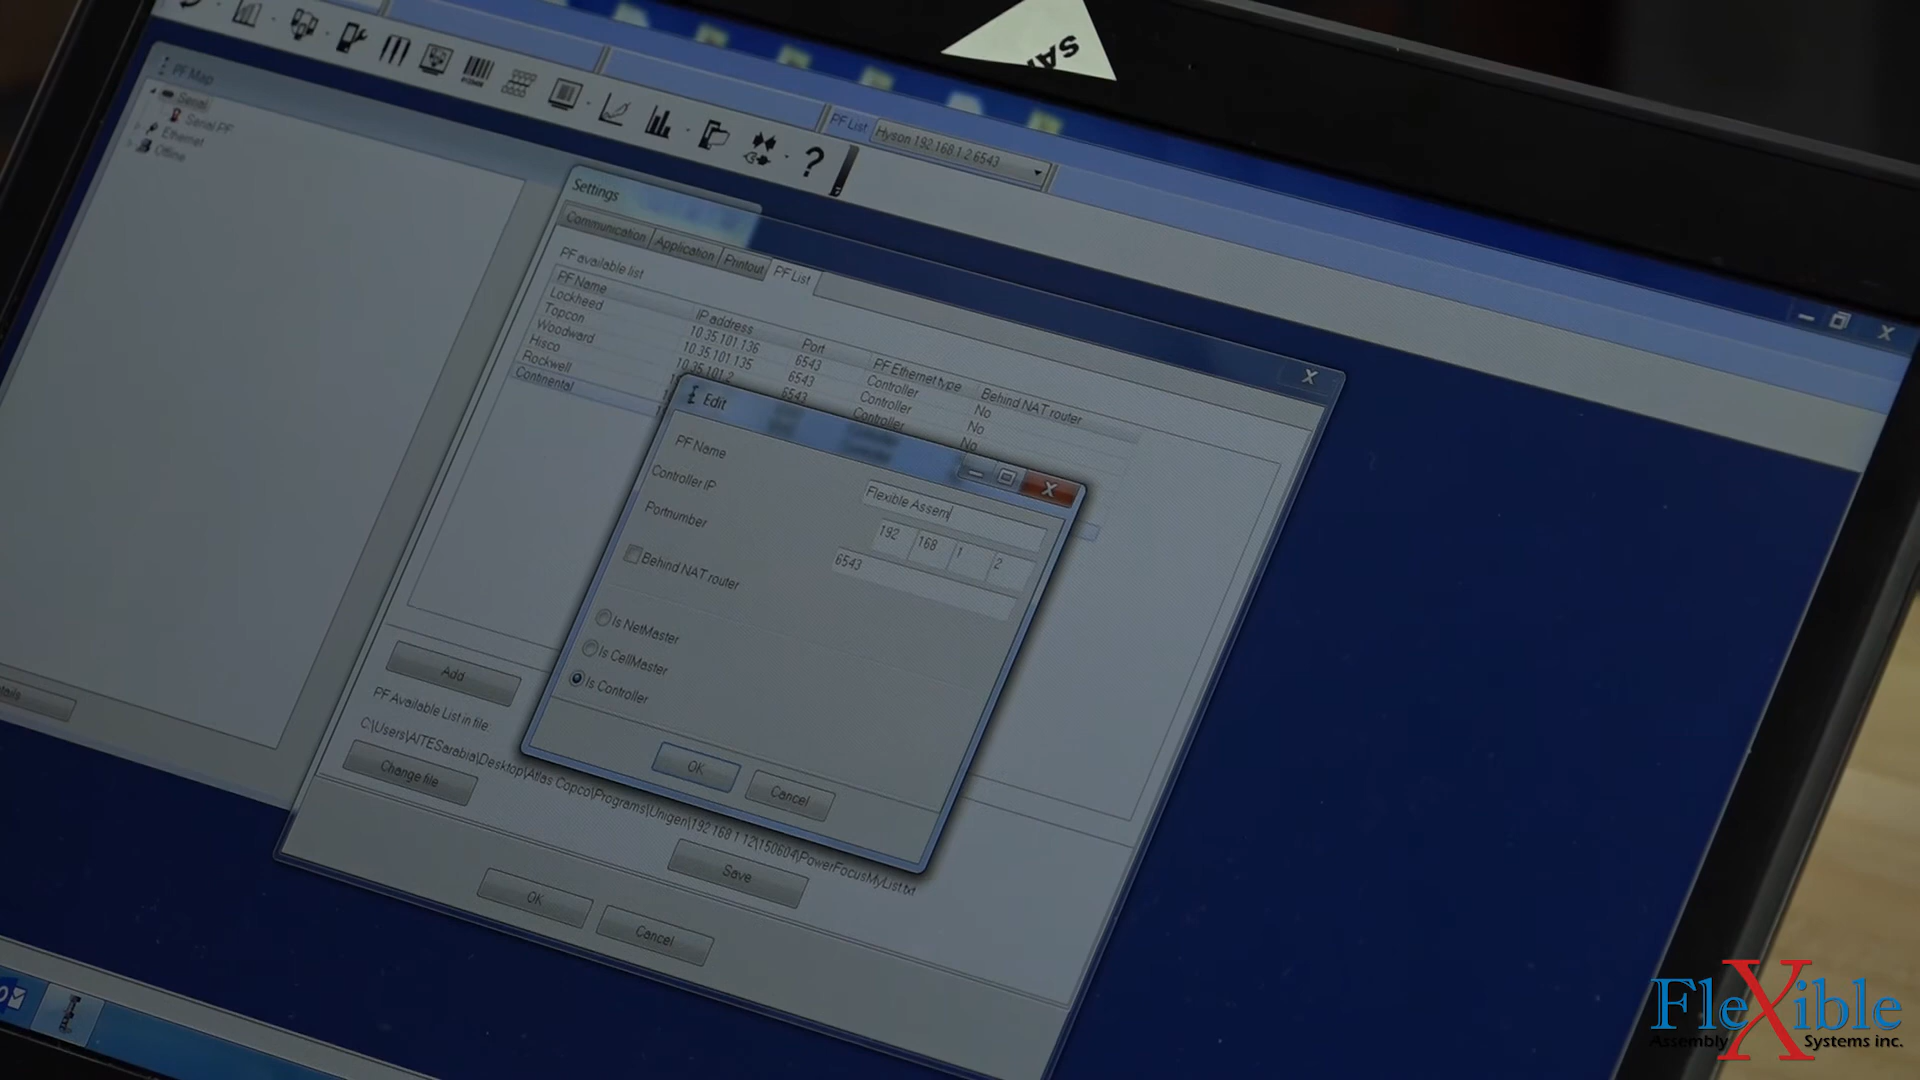 PF Map
Serial
Serial PF
Ethernet
Offline
PF List
Hyson 192.168.1.2 6543
Settings
Communication
Application
Printout
PF List
PF available list
PF Name IP address Port PF Ethernet type Behind NAT router
Lockheed 10.35.101.136 6543 Controller No
Topcon 10.35.101.135 6543 Controller No
Woodward 10.35.101.2 6543 Controller No
Hisco
Rockwell
Continental
Edit
PF Name Flexible Assem
Controller IP 192 168 1 2
Portnumber 6543
Behind NAT router
Is NetMaster
Is CellMaster
Is Controller
OK Cancel
Add
PF Available List in file
C:\Users\AITESarabia\Desktop\Atlas Copco\Programs\Unigen\192.168.1.12\150604\PowerFocusMyList.txt
Change file
Save
OK
Cancel
FleXible
Assembly Systems inc.